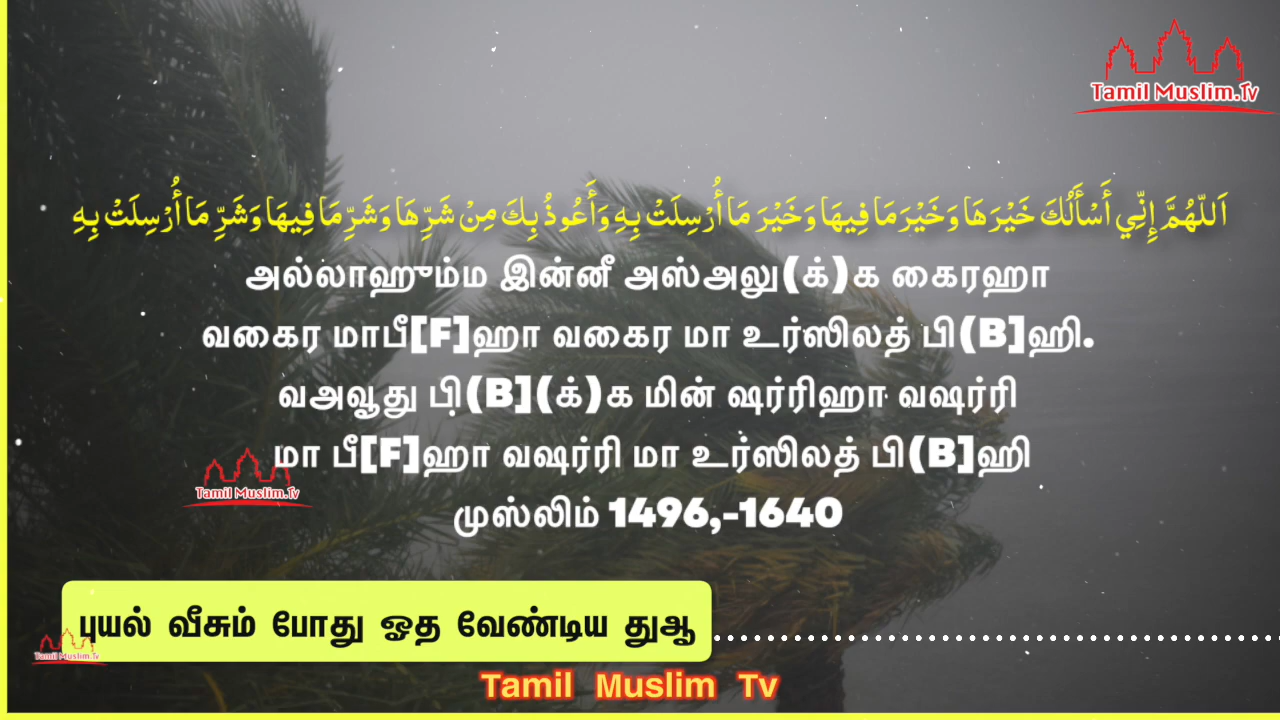 Tamil Muslim.Tv
اَللّهُمَّ إِنِّي أَسْأَلُكَ خَيْرَهَا وَخَيْرَمَا فِيهَا وَخَيْرَ مَا أُرْسِلَتْ بِهِ وَأَعُوذُ بِكَ مِنْ شَرِّهَا وَشَرِّمَا فِيهَا وَشَرِّ مَا أُرْسِلَتْ بِهِ
அல்லாஹும்ம இன்னீ அஸ்அலு(க்)க கைரஹா
வகைர மாபீ[F]ஹா வகைர மா உர்ஸிலத் பி(B]ஹி.
வஅவூது பி(B](க்)க மின் ஷர்ரிஹா வஷர்ரி
மா பீ[F]ஹா வஷர்ரி மா உர்ஸிலத் பி(B]ஹி
Tamil Muslim.Tv
முஸ்லிம் 1496,-1640
புயல் வீசும் போது ஓத வேண்டிய துஆ
Tamil Muslim.Tv
Tamil Muslim Tv